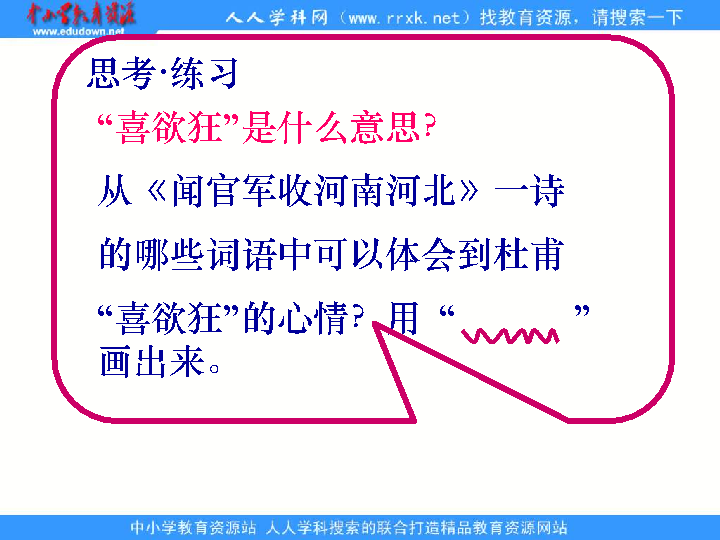 中小学教育资源
www.edudown.net
人人学科网（www.rrxk.net）找教育资源，请搜索一下
思考·练习
“喜欲狂”是什么意思？
从《闻官军收河南河北》一诗
的哪些词语中可以体会到杜甫
“喜欲狂”的心情？用“ ”
画出来。
中小学教育资源站 人人学科搜索的联合打造精品教育资源网站